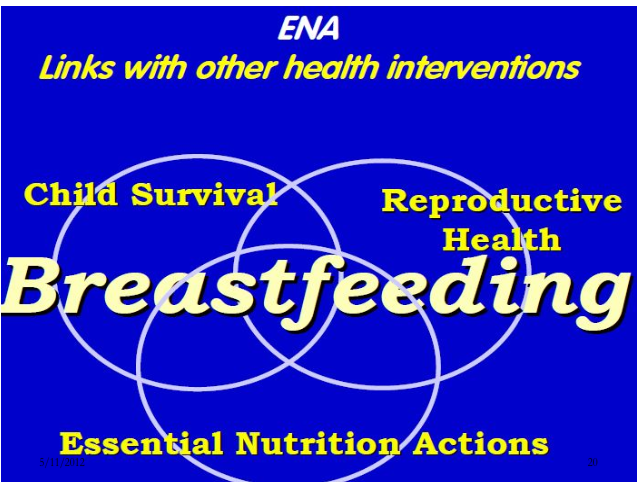 ENA
Links with other health interventions
Child Survival
Reproductive
Health
Breastfeeding
Essential Nutrition Actions
20